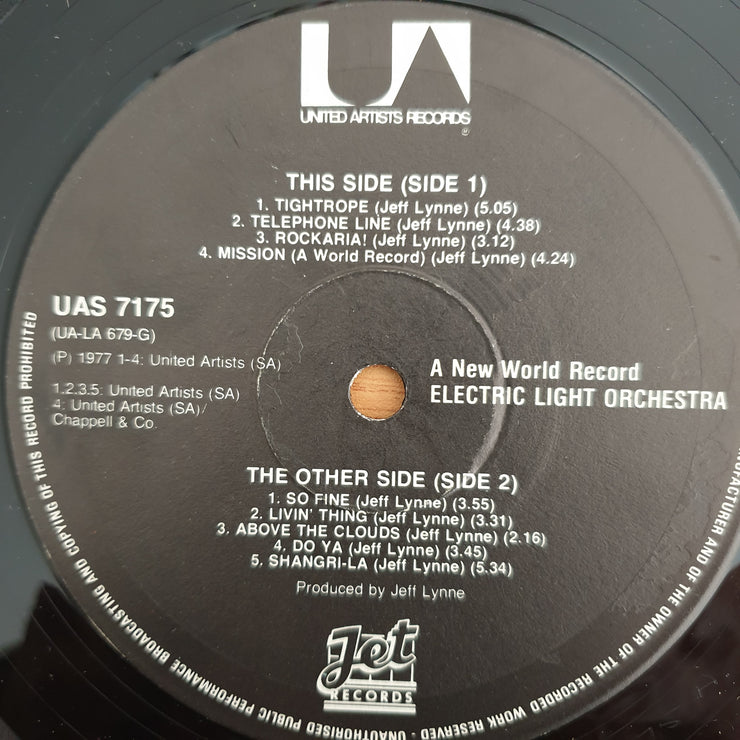 UA
UNITED ARTISTS RECORDS
THIS SIDE (SIDE 1)
1. TIGHTROPE (Jeff Lynne) (5.05)
2. TELEPHONE LINE (Jeff Lynne) (4.38)
3. ROCKARIA! (Jeff Lynne) (3.12)
4. MISSION (A World Record) (Jeff Lynne) (4.24)
UAS 7175
(UA-LA 679-G)
(P) 1977 1-4: United Artists (SA)
1.2.3.5: United Artists (SA)
4: United Artists (SA)/
Chappell & Co.
A New World Record
ELECTRIC LIGHT ORCHESTRA
THE OTHER SIDE (SIDE 2)
1. SO FINE (Jeff Lynne) (3.55)
2. LIVIN' THING (Jeff Lynne) (3.31)
3. ABOVE THE CLOUDS (Jeff Lynne) (2.16)
4. DO YA (Jeff Lynne) (3.45)
5. SHANGRI-LA (Jeff Lynne) (5.34)
Produced by Jeff Lynne
Jet
RECORDS
AND OF THE OWNER OF THE RECORDED WORK RESERVED - UNAUTHORISED PUBLIC PERFORMANCE BROADCASTING AND COPYING OF THIS RECORD PROHIBITED